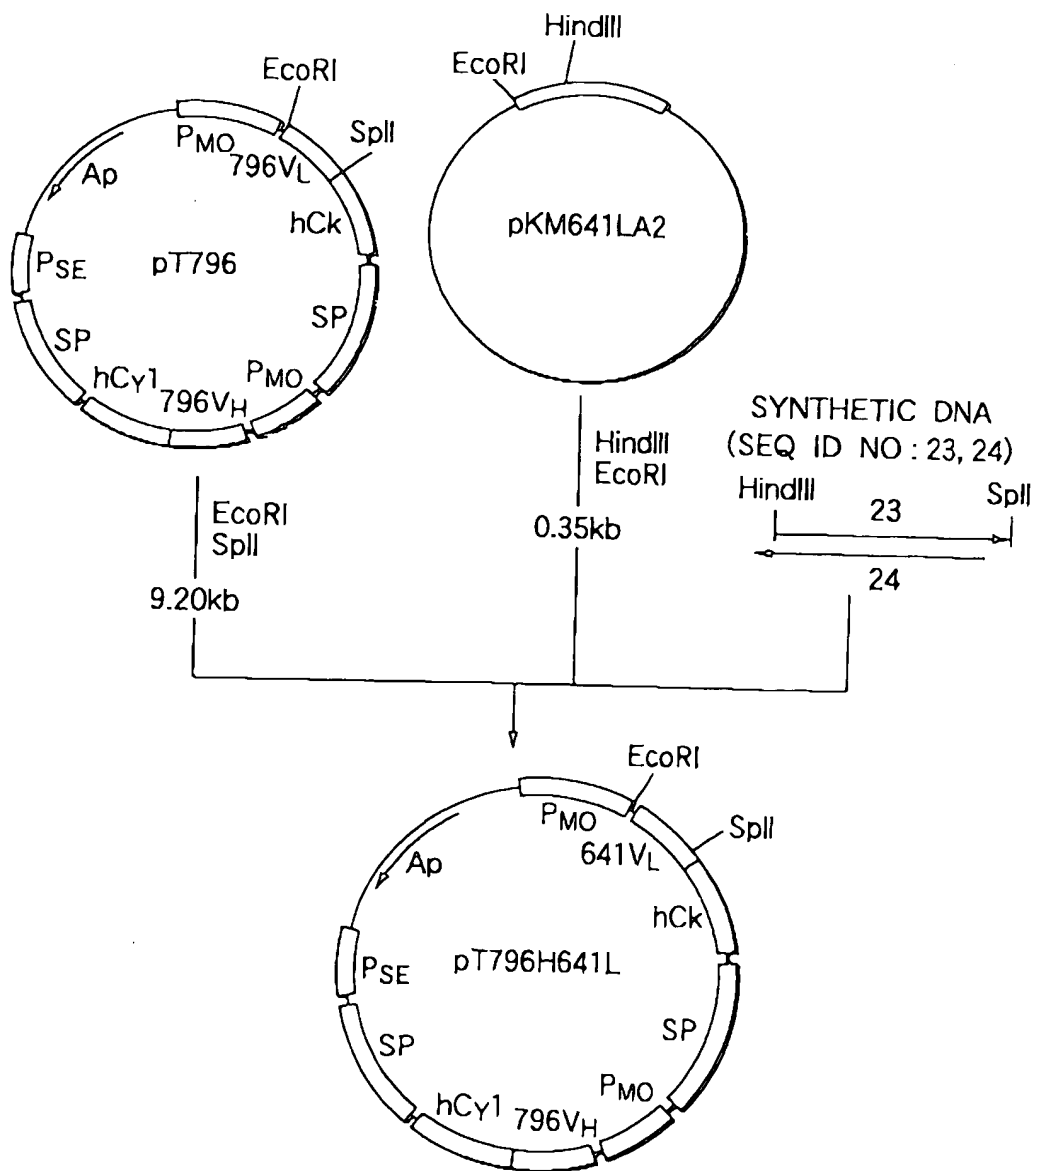 HindIII
EcoRI
EcoRI
SplI
PMO
796VL
Ap
hCk
pKM641LA2
PSE
pT796
SP
SP
PMO
hCγ1
796VH
SYNTHETIC DNA
(SEQ ID NO : 23, 24)
HindIII
SplI
23
24
HindIII
EcoRI
0.35kb
EcoRI
SplI
9.20kb
EcoRI
PMO
SplI
641VL
Ap
hCk
PSE
pT796H641L
SP
SP
PMO
hCγ1
796VH